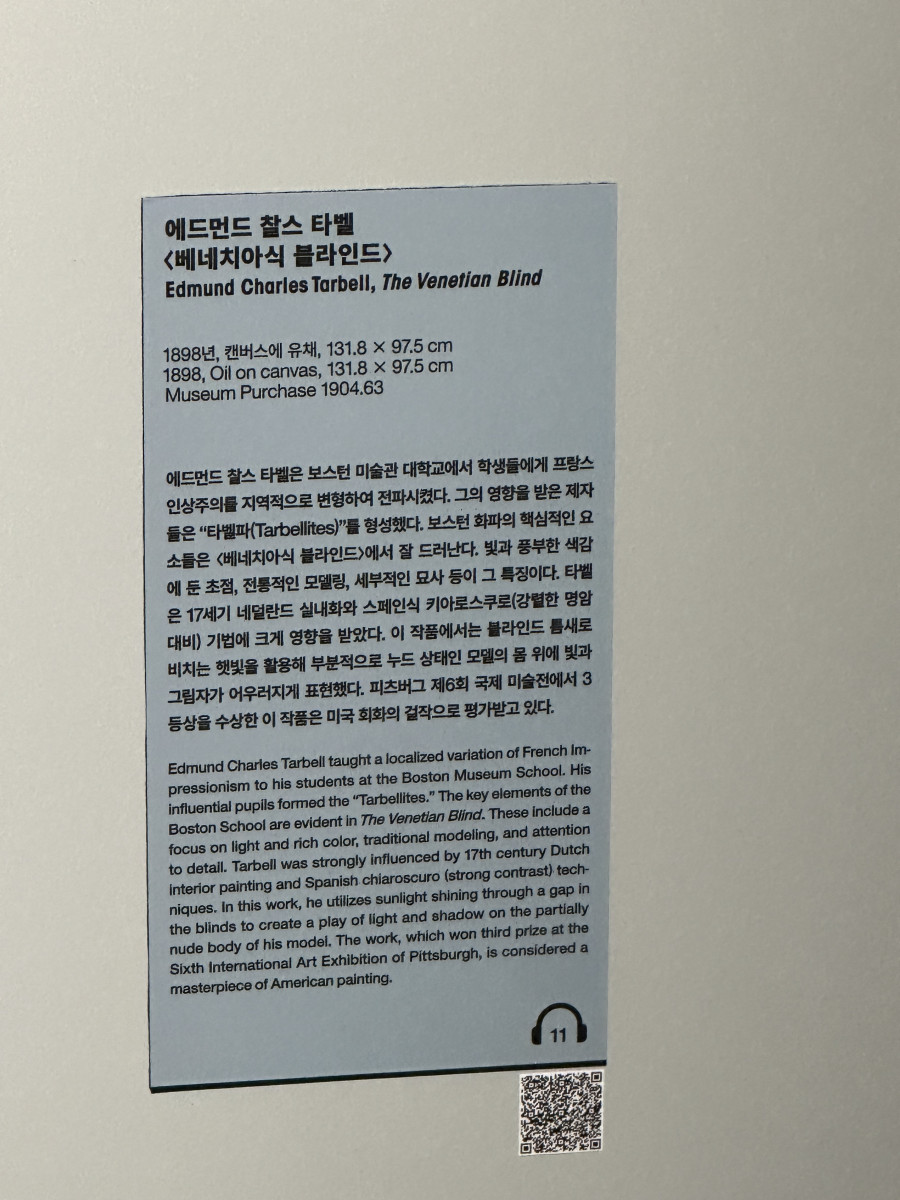 에드먼드 찰스 타벨
〈베네치아식 블라인드〉
Edmund Charles Tarbell, The Venetian Blind
1898년, 캔버스에 유채, 131.8 × 97.5 cm
1898, Oil on canvas, 131.8 × 97.5 cm
Museum Purchase 1904.63
에드먼드 찰스 타벨은 보스턴 미술관 대학교에서 학생들에게 프랑스
인상주의를 지역적으로 변형하여 전파시켰다. 그의 영향을 받은 제자
들은 “타벨파(Tarbellites)”를 형성했다. 보스턴 화파의 핵심적인 요
소들은 〈베네치아식 블라인드〉에서 잘 드러난다. 빛과 풍부한 색감
에 둔 초점, 전통적인 모델링, 세부적인 묘사 등이 그 특징이다. 타벨
은 17세기 네덜란드 실내화와 스페인식 키아로스쿠로(강렬한 명암
대비) 기법에 크게 영향을 받았다. 이 작품에서는 블라인드 틈새로
비치는 햇빛을 활용해 부분적으로 누드 상태인 모델의 몸 위에 빛과
그림자가 어우러지게 표현했다. 피츠버그 제6회 국제 미술전에서 3
등상을 수상한 이 작품은 미국 회화의 걸작으로 평가받고 있다.
Edmund Charles Tarbell taught a localized variation of French Im-
pressionism to his students at the Boston Museum School. His
influential pupils formed the “Tarbellites.” The key elements of the
Boston School are evident in The Venetian Blind. These include a
focus on light and rich color, traditional modeling, and attention
to detail. Tarbell was strongly influenced by 17th century Dutch
interior painting and Spanish chiaroscuro (strong contrast) tech-
niques. In this work, he utilizes sunlight shining through a gap in
the blinds to create a play of light and shadow on the partially
nude body of his model. The work, which won third prize at the
Sixth International Art Exhibition of Pittsburgh, is considered a
masterpiece of American painting.
11